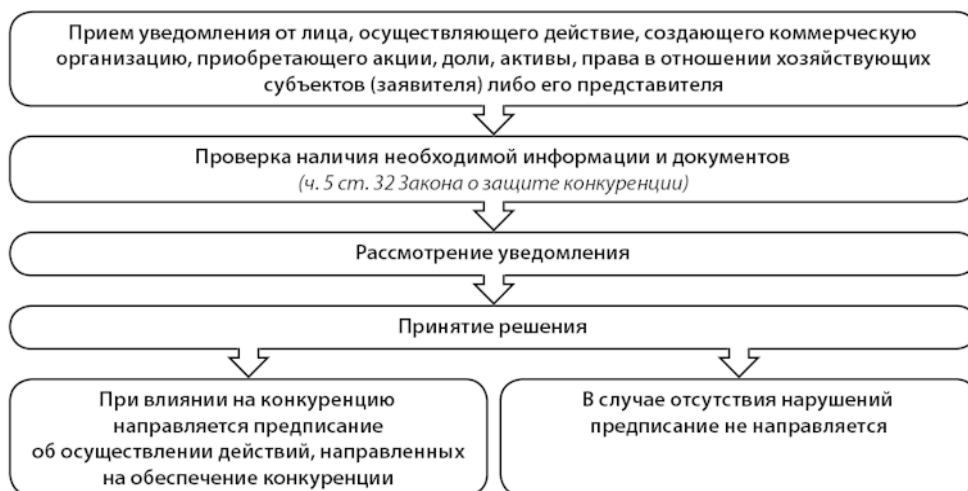 Прием уведомления от лица, осуществляющего действие, создающего коммерческую
организацию, приобретающего акции, доли, активы, права в отношении хозяйствующих
субъектов (заявителя) либо его представителя
Проверка наличия необходимой информации и документов
(ч. 5 ст. 32 Закона о защите конкуренции)
Рассмотрение уведомления
Принятие решения
При влиянии на конкуренцию
направляется предписание
об осуществлении действий, направленных
на обеспечение конкуренции
В случае отсутствия нарушений
предписание не направляется